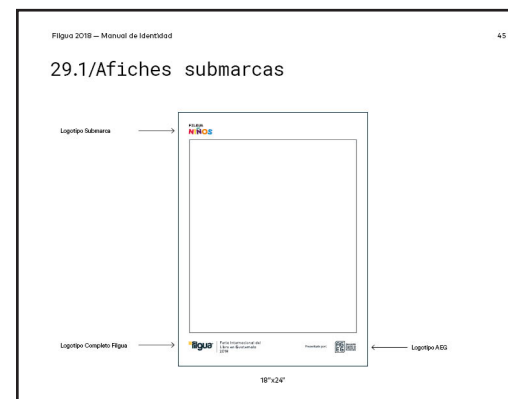 Filgua 2018 — Manual de Identidad
45
29.1/Afiches submarcas
Logotipo Submarca
FILGUA
NIÑOS
Logotipo Completo Filgua
filgua
Feria Internacional del
Libro en Guatemala
2018
Presentado por:
Logotipo AEG
18"x24"